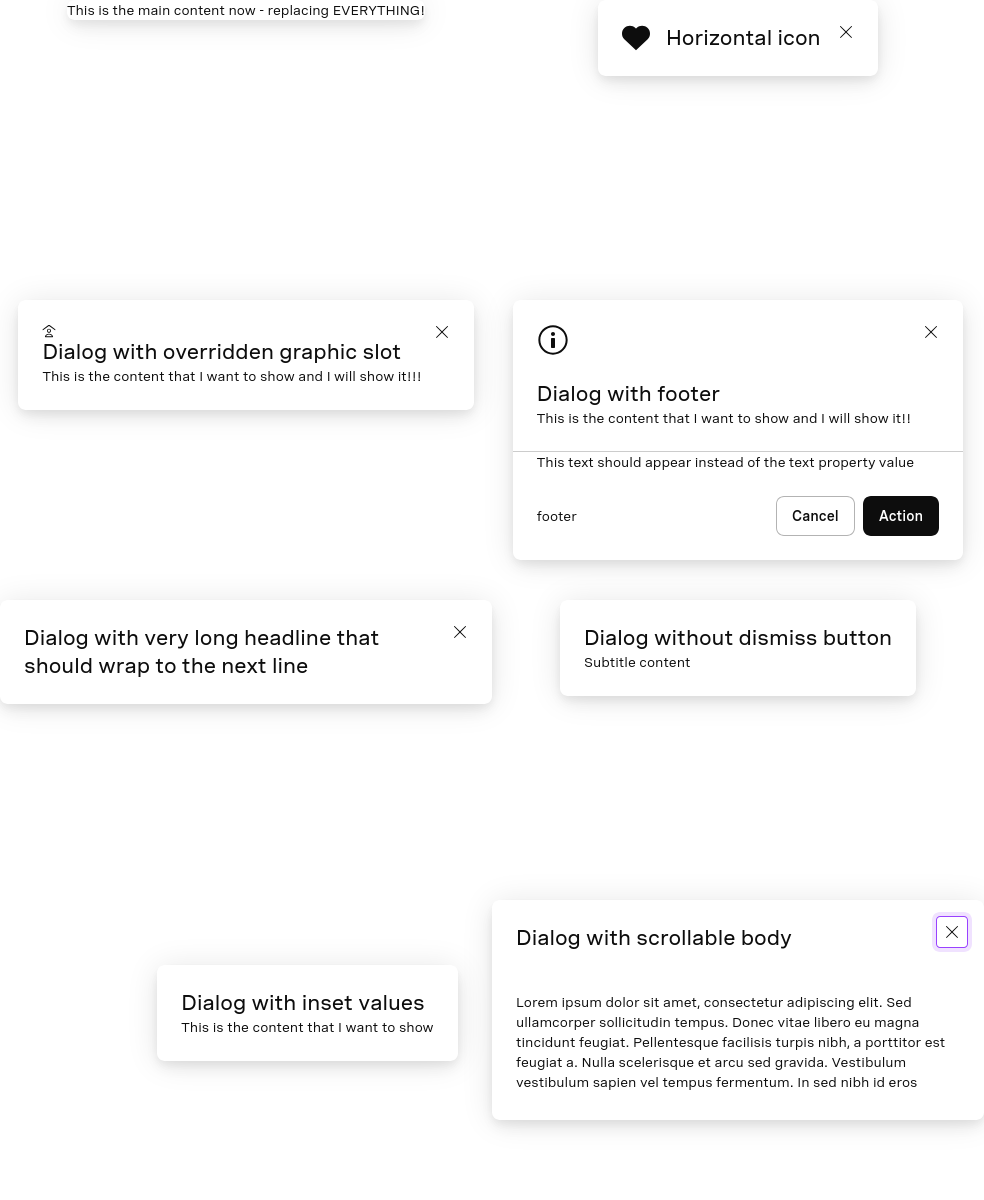 This is the main content now - replacing EVERYTHING!
Horizontal icon
Dialog with overridden graphic slot
This is the content that I want to show and I will show it!!!
Dialog with footer
This is the content that I want to show and I will show it!!
This text should appear instead of the text property value
footer
Cancel
Action
Dialog with very long headline that
should wrap to the next line
Dialog without dismiss button
Subtitle content
Dialog with inset values
This is the content that I want to show
Dialog with scrollable body
Lorem ipsum dolor sit amet, consectetur adipiscing elit. Sed
ullamcorper sollicitudin tempus. Donec vitae libero eu magna
tincidunt feugiat. Pellentesque facilisis turpis nibh, a porttitor est
feugiat a. Nulla scelerisque et arcu sed gravida. Vestibulum
vestibulum sapien vel tempus fermentum. In sed nibh id eros